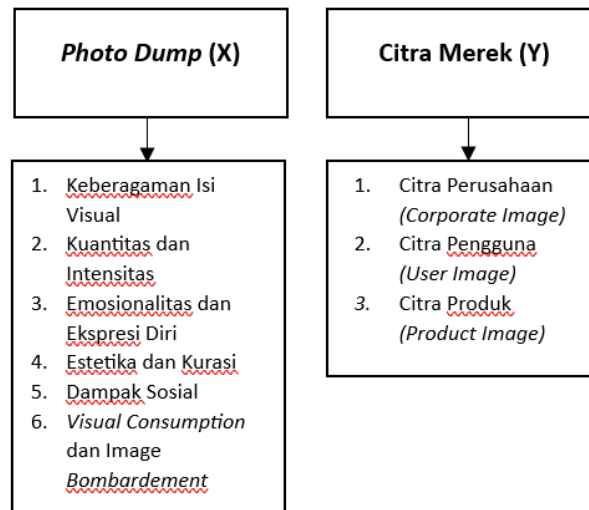 Photo Dump (X)
1. Keberagaman Isi
Visual
2. Kuantitas dan
Intensitas
3. Emosionalitas dan
Ekspresi Diri
4. Estetika dan Kurasi
5. Dampak Sosial
6. Visual Consumption
dan Image
Bombardement
Citra Merek (Y)
1. Citra Perusahaan
(Corporate Image)
2. Citra Pengguna
(User Image)
3. Citra Produk
(Product Image)